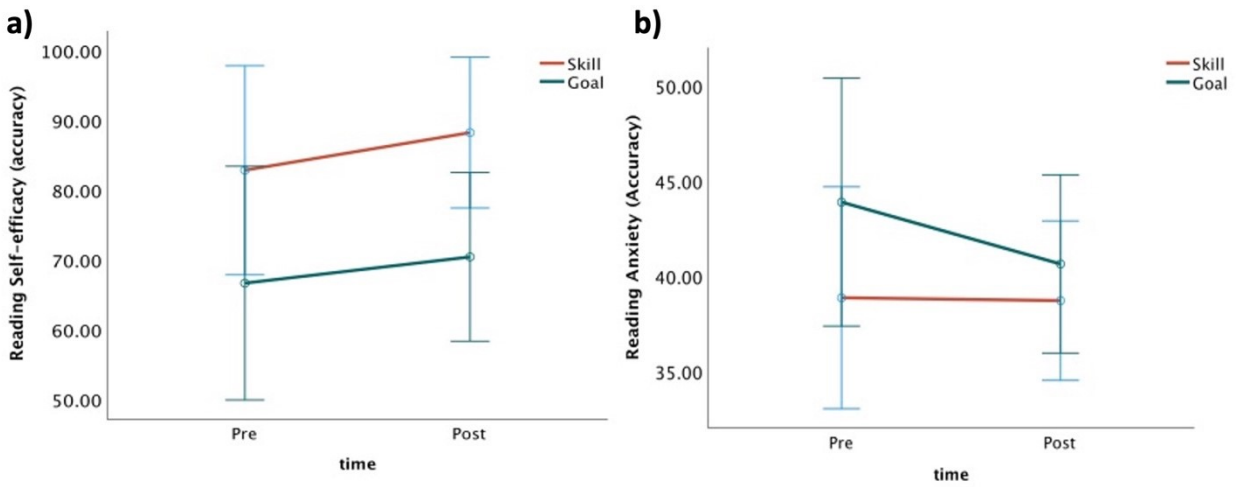 a)
Reading Self-efficacy (accuracy)
100.00
90.00
80.00
70.00
60.00
50.00
Pre
Post
time
Skill
Goal
b)
Reading Anxiety (Accuracy)
50.00
45.00
40.00
35.00
Pre
Post
time
Skill
Goal